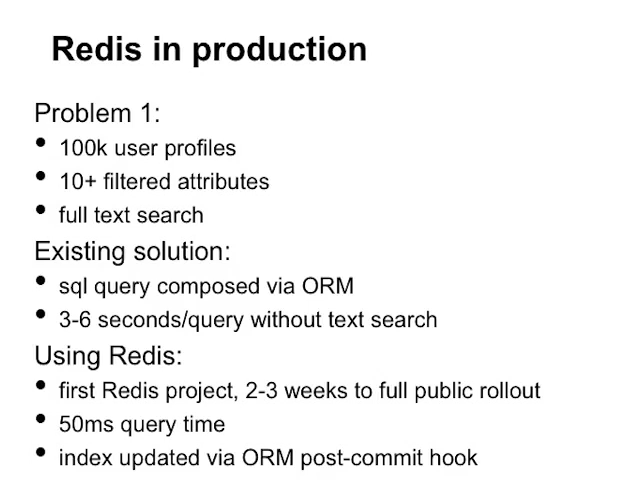 Redis in production
Problem 1:
• 100k user profiles
• 10+ filtered attributes
• full text search
Existing solution:
• sql query composed via ORM
• 3-6 seconds/query without text search
Using Redis:
• first Redis project, 2-3 weeks to full public rollout
• 50ms query time
• index updated via ORM post-commit hook